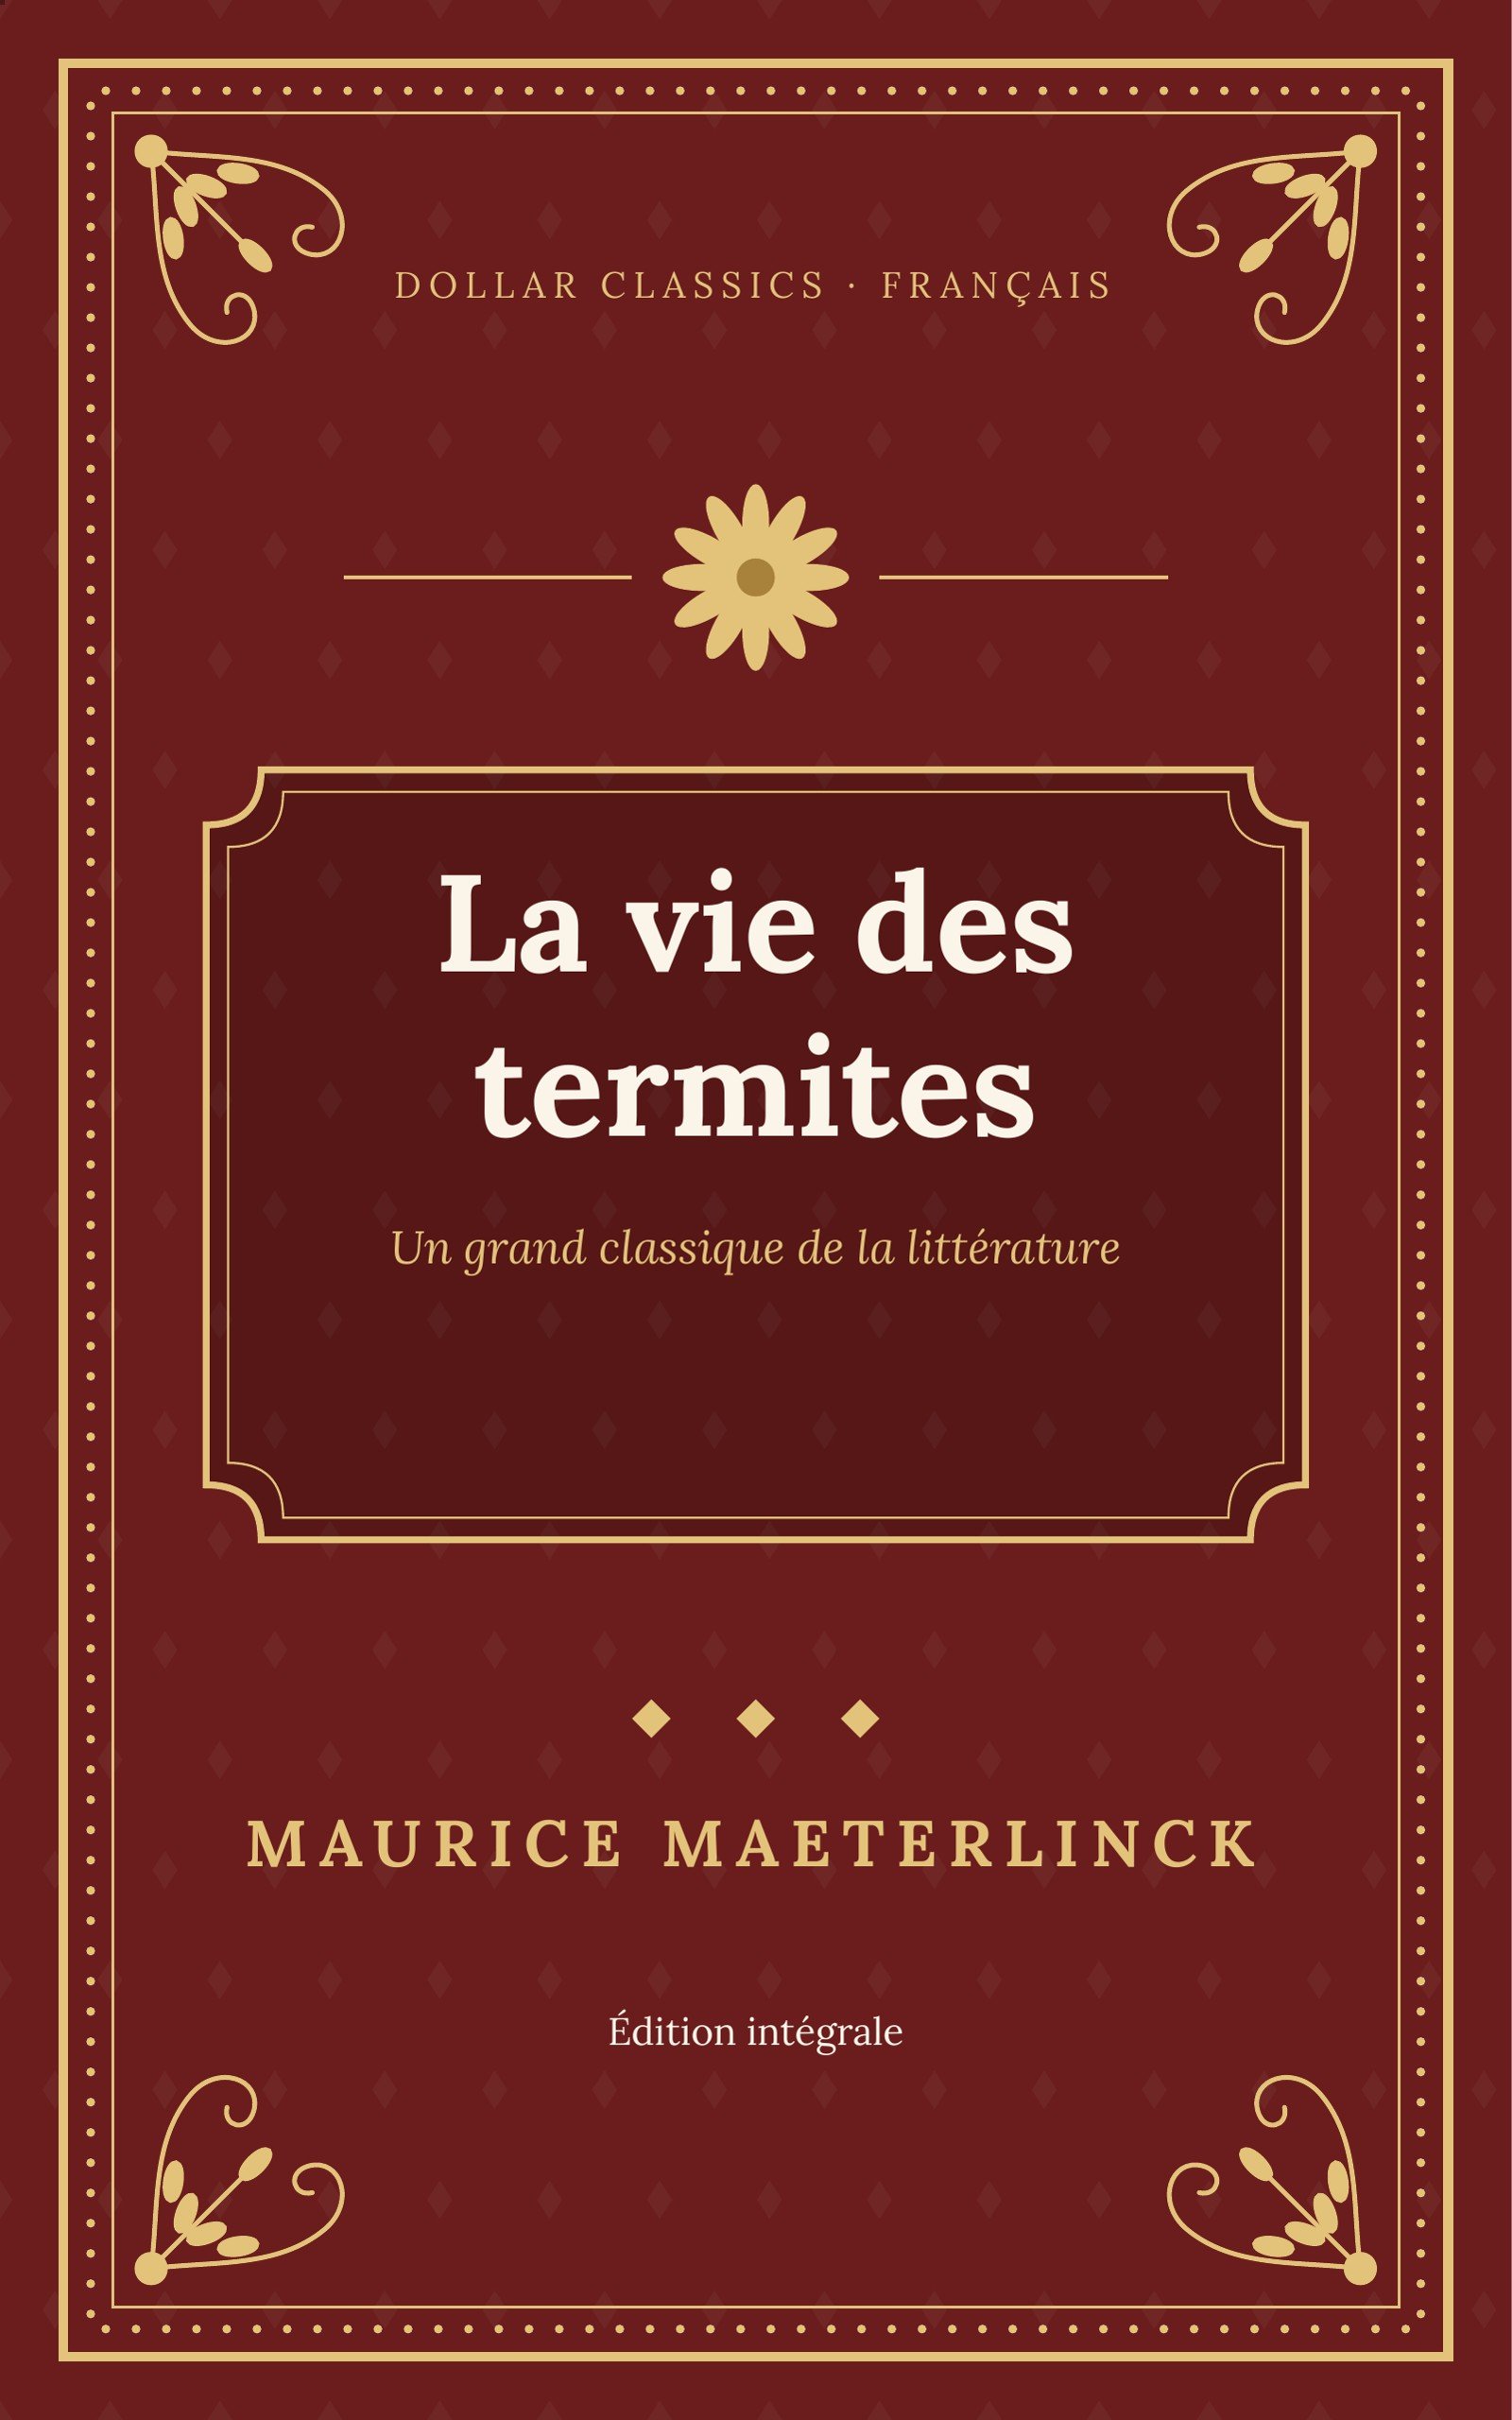 DOLLAR CLASSICS · FRANÇAIS
La vie des
termites
Un grand classique de la littérature
MAURICE MAETERLINCK
Édition intégrale